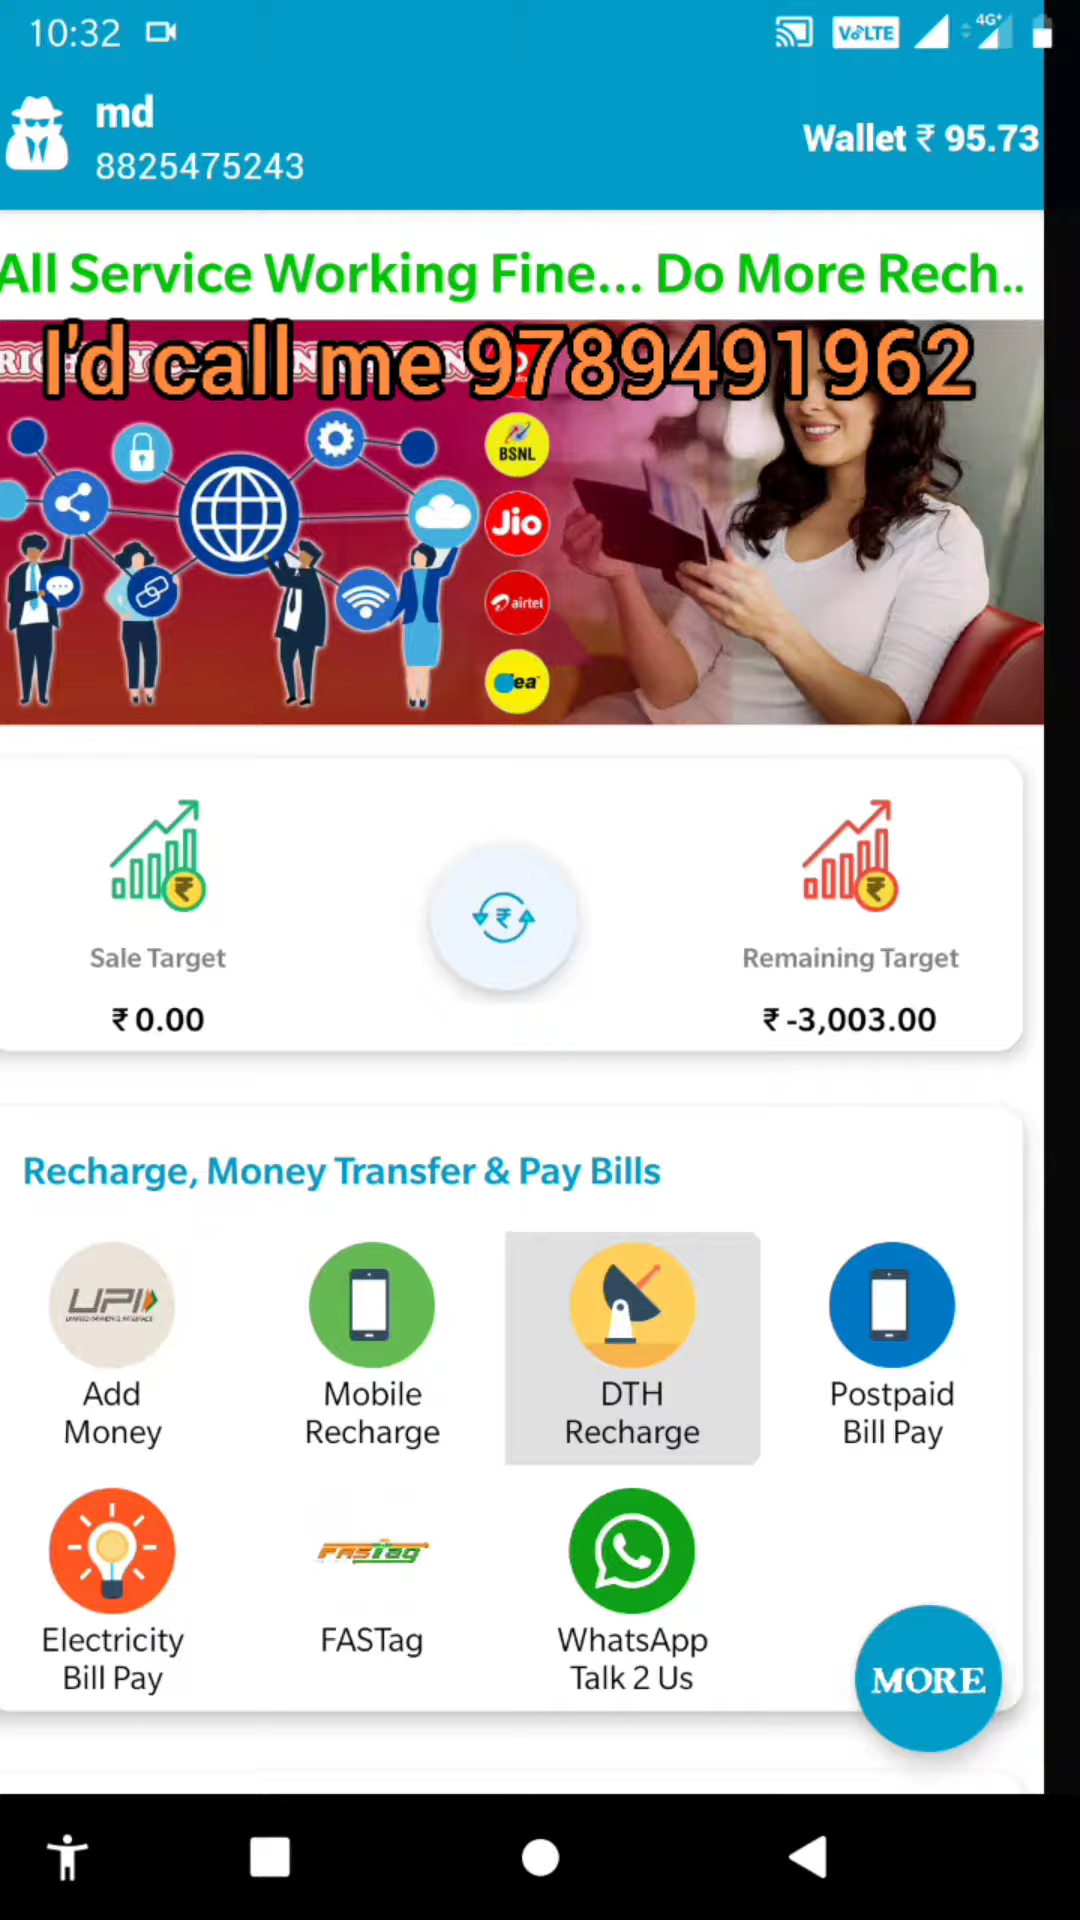 10:32
VoLTE
4G+
md
8825475243
Wallet ₹ 95.73
All Service Working Fine... Do More Rech..
I'd call me 9789491962
BSNL
Jio
airtel
Sale Target
Remaining Target
₹ 0.00
₹ -3,003.00
Recharge, Money Transfer & Pay Bills
UPI
Add
Money
Mobile
Recharge
DTH
Recharge
Postpaid
Bill Pay
FASTag
Electricity
Bill Pay
FASTag
WhatsApp
Talk 2 Us
MORE